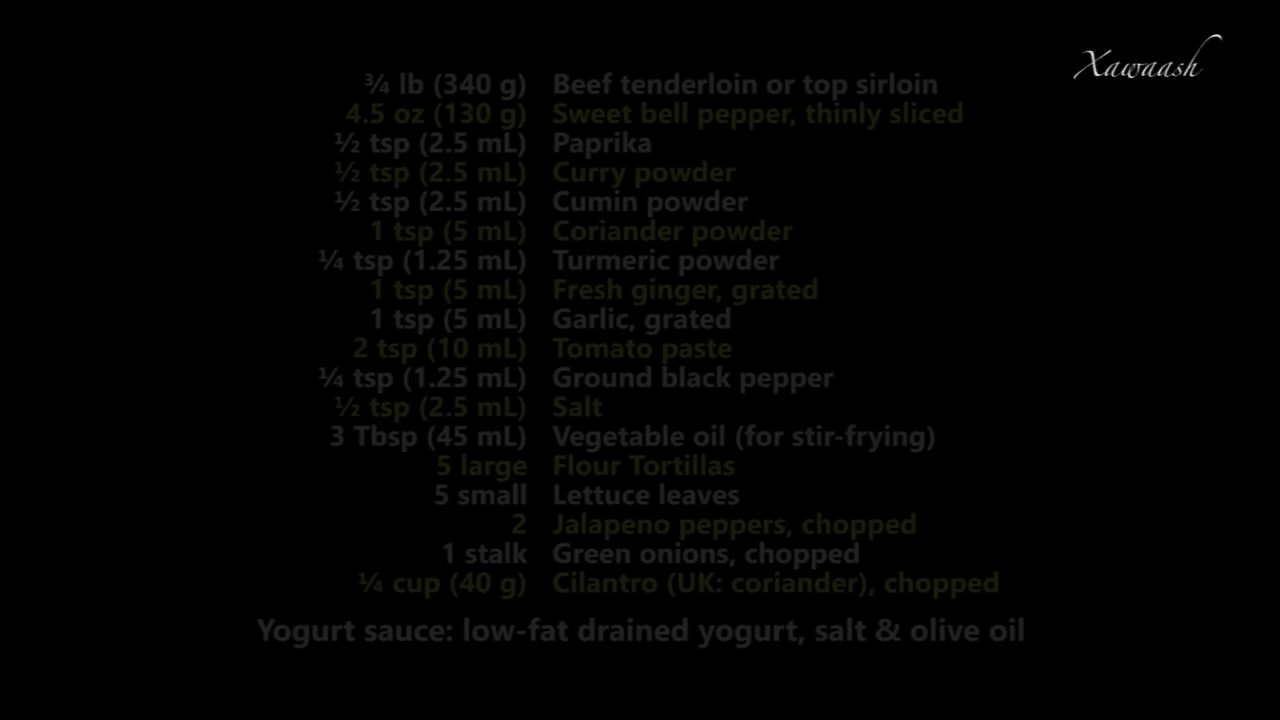 Xawaash
¾ lb (340 g) Beef tenderloin or top sirloin
4.5 oz (130 g) Sweet bell pepper, thinly sliced
½ tsp (2.5 mL) Paprika
½ tsp (2.5 mL) Curry powder
½ tsp (2.5 mL) Cumin powder
1 tsp (5 mL) Coriander powder
¼ tsp (1.25 mL) Turmeric powder
1 tsp (5 mL) Fresh ginger, grated
1 tsp (5 mL) Garlic, grated
2 tsp (10 mL) Tomato paste
¼ tsp (1.25 mL) Ground black pepper
½ tsp (2.5 mL) Salt
3 Tbsp (45 mL) Vegetable oil (for stir-frying)
5 large Flour Tortillas
5 small Lettuce leaves
2 Jalapeno peppers, chopped
1 stalk Green onions, chopped
¼ cup (40 g) Cilantro (UK: coriander), chopped
Yogurt sauce: low-fat drained yogurt, salt & olive oil